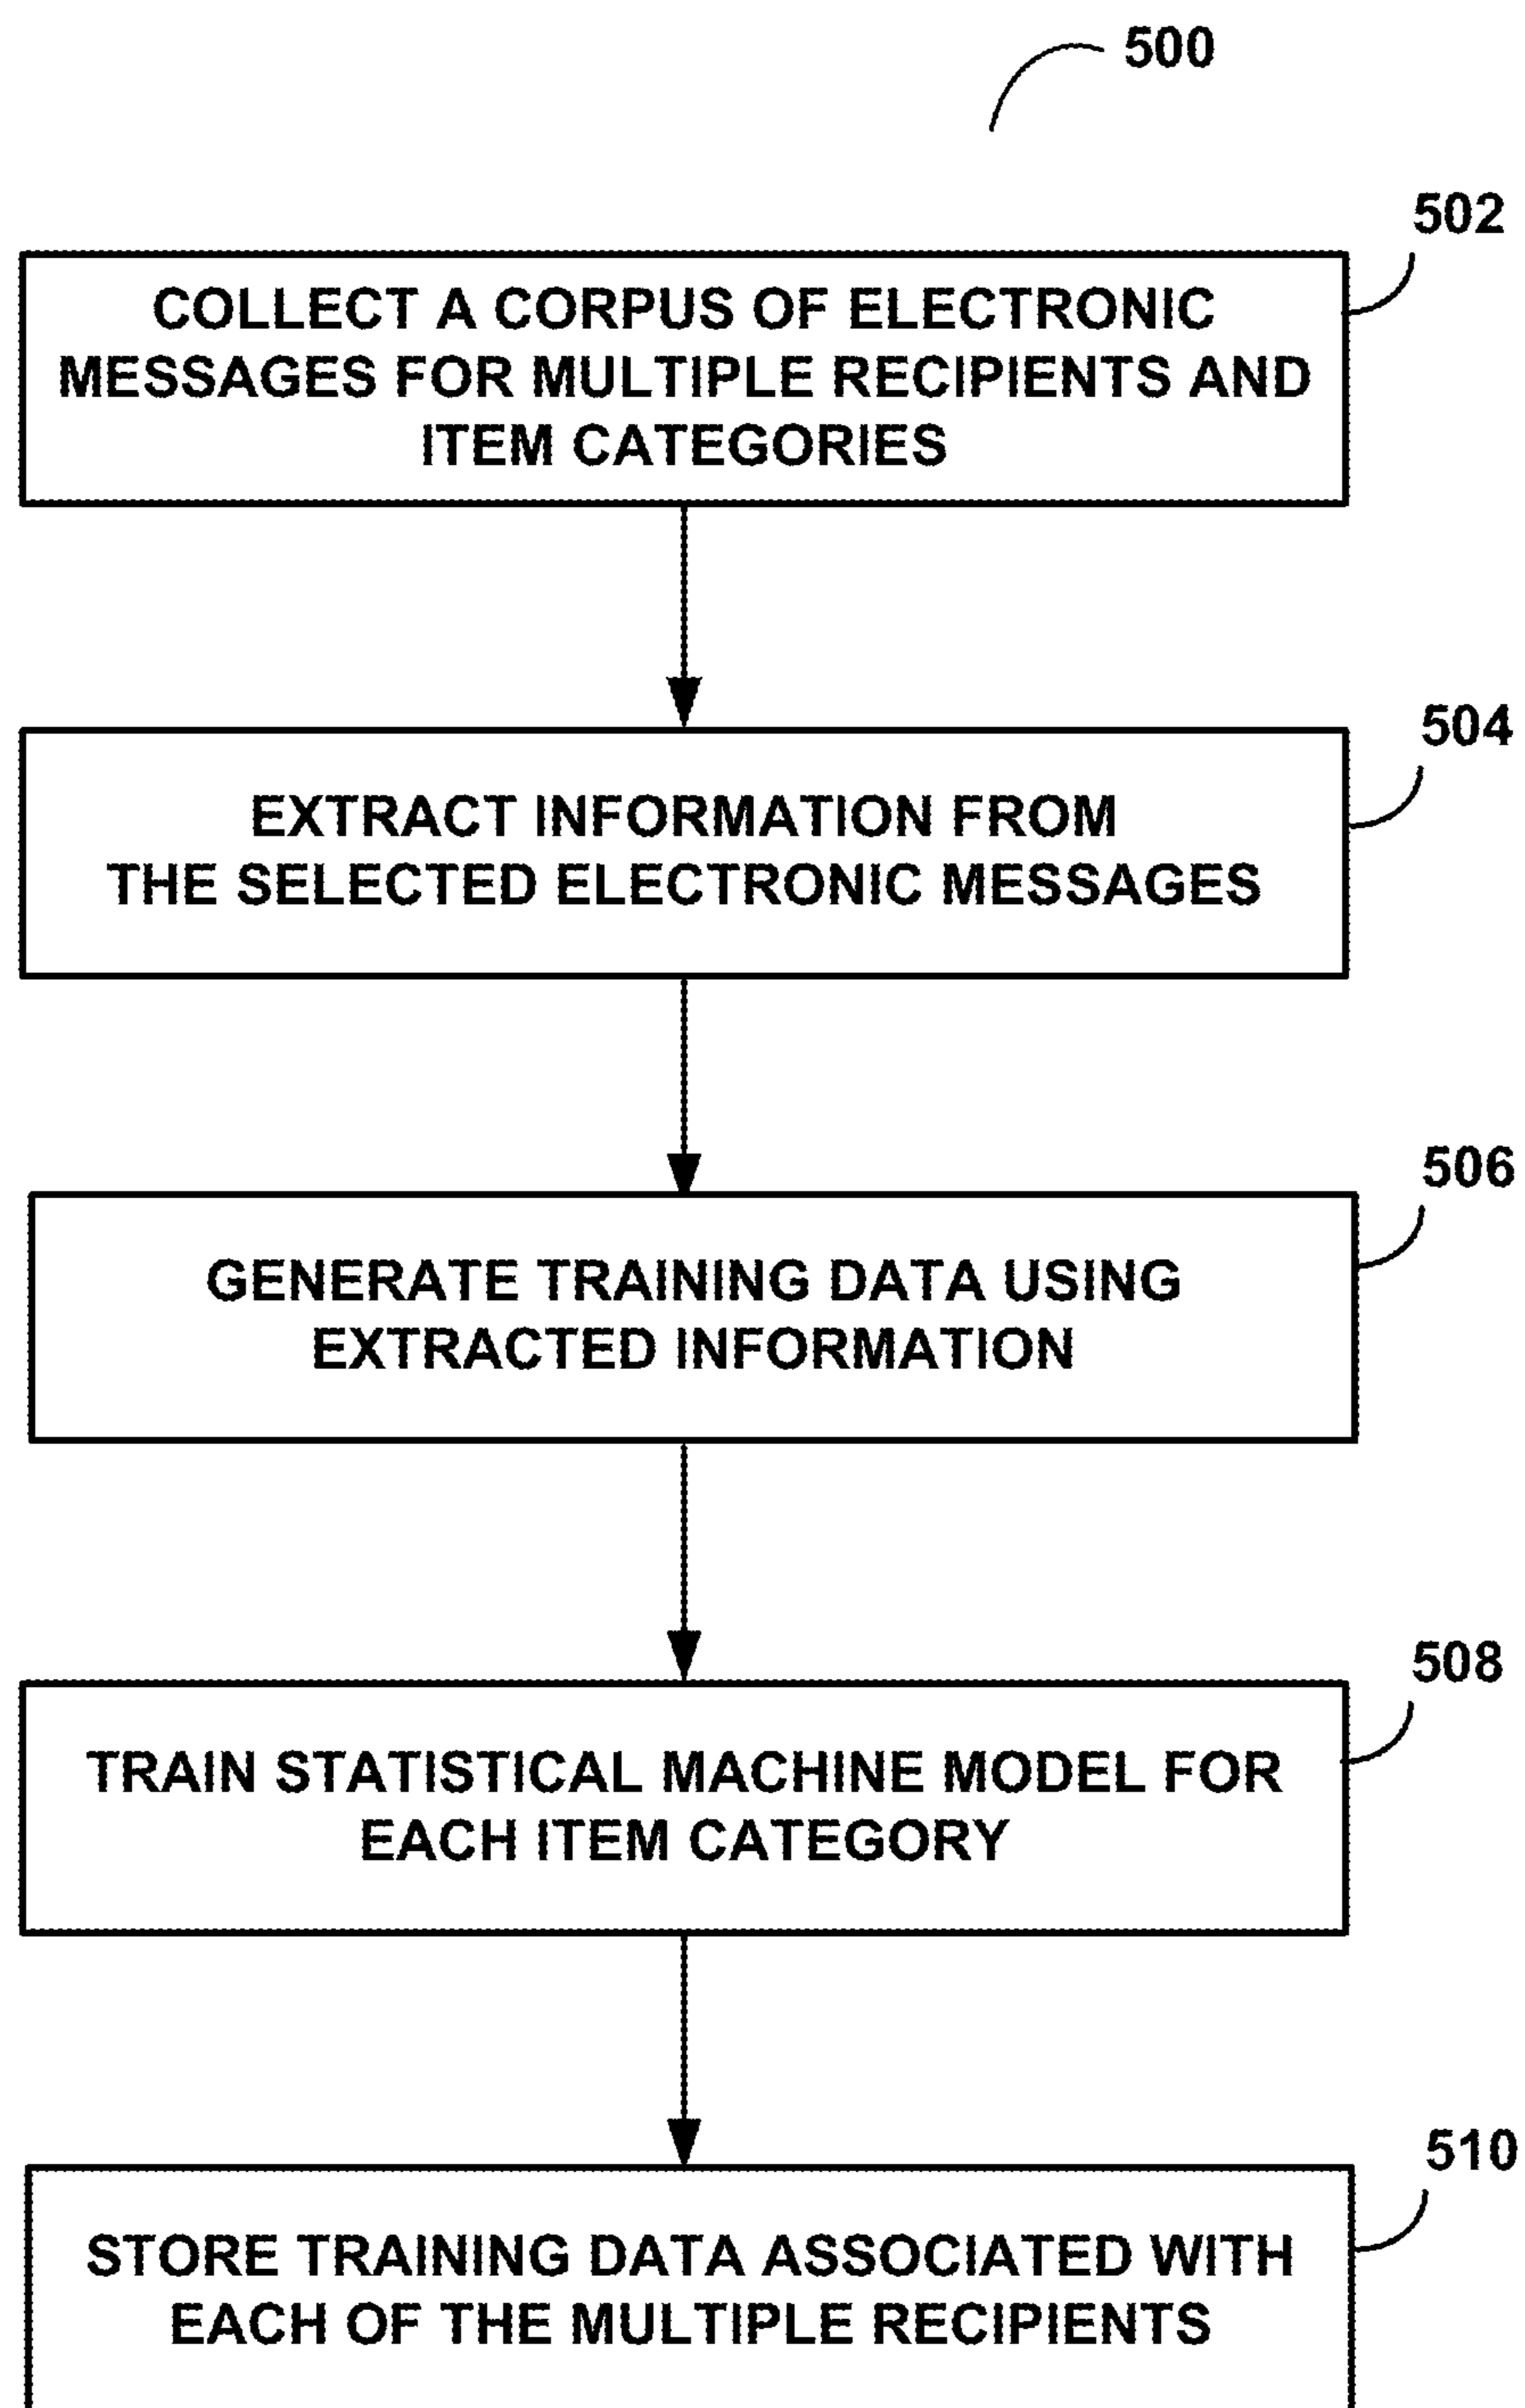 500
502
COLLECT A CORPUS OF ELECTRONIC
MESSAGES FOR MULTIPLE RECIPIENTS AND
ITEM CATEGORIES
504
EXTRACT INFORMATION FROM
THE SELECTED ELECTRONIC MESSAGES
506
GENERATE TRAINING DATA USING
EXTRACTED INFORMATION
508
TRAIN STATISTICAL MACHINE MODEL FOR
EACH ITEM CATEGORY
510
STORE TRAINING DATA ASSOCIATED WITH
EACH OF THE MULTIPLE RECIPIENTS